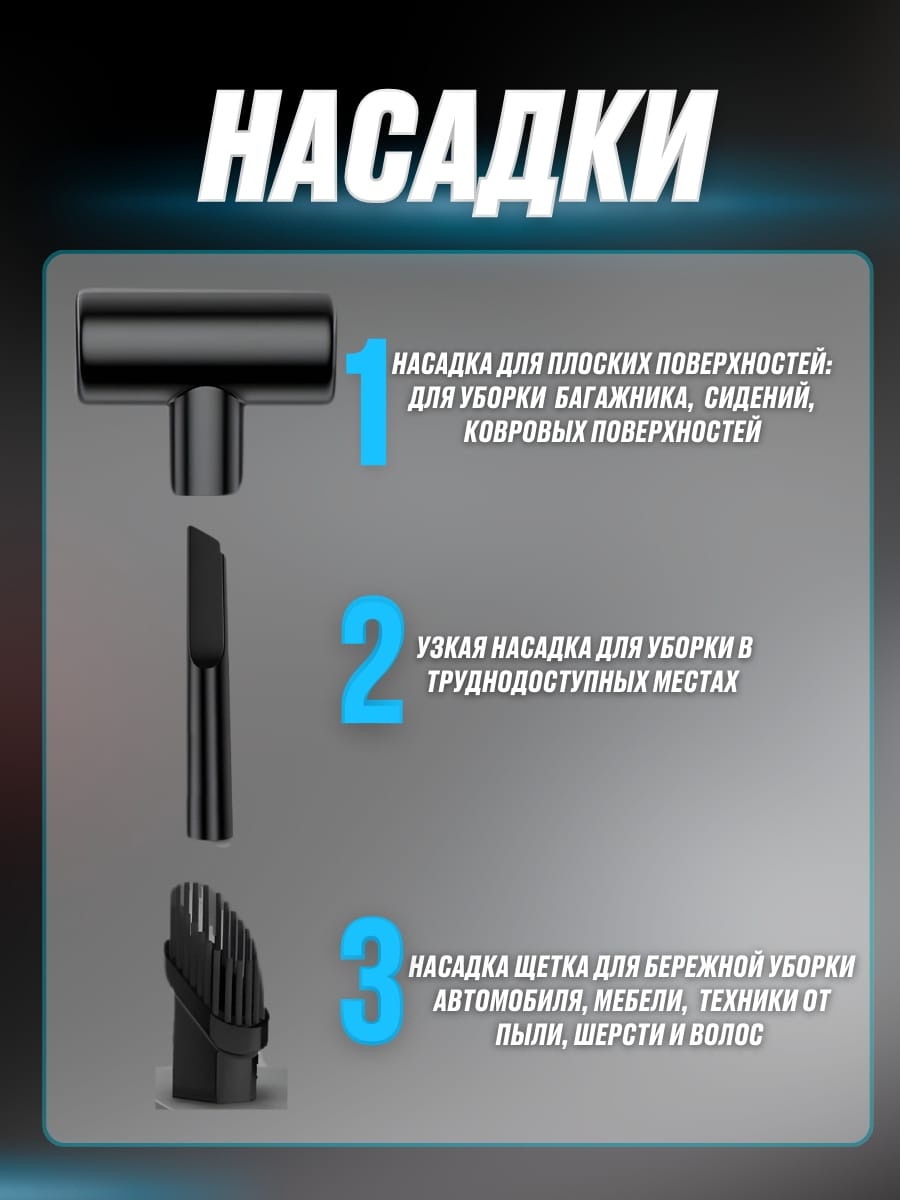 НАСАДКИ
1
НАСАДКА ДЛЯ ПЛОСКИХ ПОВЕРХНОСТЕЙ:
ДЛЯ УБОРКИ БАГАЖНИКА, СИДЕНИЙ,
КОВРОВЫХ ПОВЕРХНОСТЕЙ
2
УЗКАЯ НАСАДКА ДЛЯ УБОРКИ В
ТРУДНОДОСТУПНЫХ МЕСТАХ
3
НАСАДКА ЩЕТКА ДЛЯ БЕРЕЖНОЙ УБОРКИ
АВТОМОБИЛЯ, МЕБЕЛИ, ТЕХНИКИ ОТ
ПЫЛИ, ШЕРСТИ И ВОЛОС